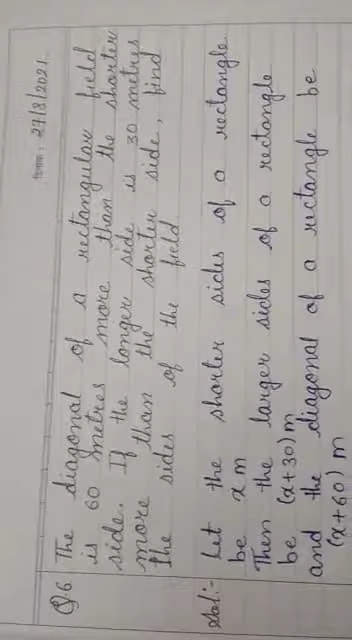 दिनांक : 27/8/2021
Q.6 The diagonal of a rectangular field
is 60 metres more than the shorter
side. If the longer side is 30 metres
more than the shorter side, find
the sides of the field.
Sol:- Let the shorter sides of a rectangle
be x m
Then the larger sides of a rectangle
be (x+30) m
and the diagonal of a rectangle be
(x+60) m